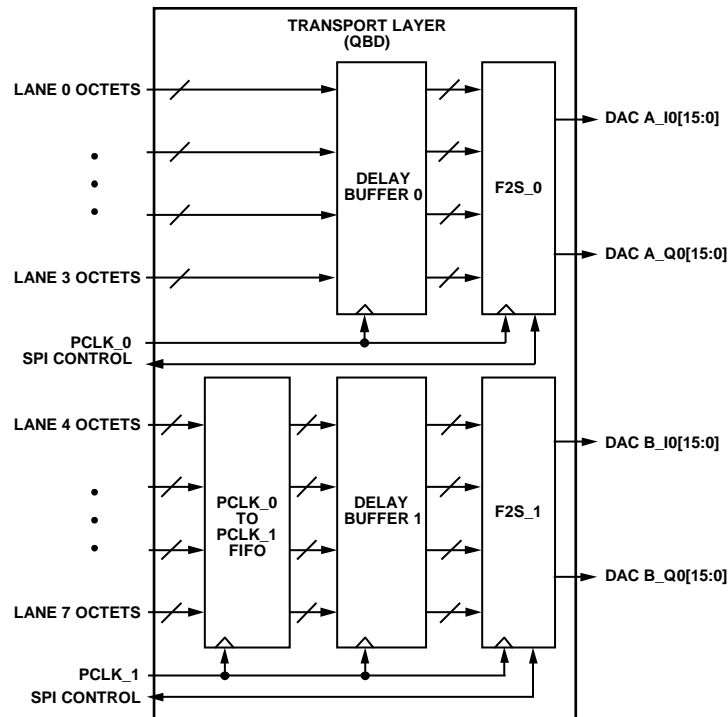 TRANSPORT LAYER
(QBD)
LANE 0 OCTETS
DELAY
BUFFER 0
F2S_0
DAC A_I0[15:0]
DAC A_Q0[15:0]
LANE 3 OCTETS
PCLK_0
SPI CONTROL
LANE 4 OCTETS
PCLK_0
TO
PCLK_1
FIFO
DELAY
BUFFER 1
F2S_1
DAC B_I0[15:0]
DAC B_Q0[15:0]
LANE 7 OCTETS
PCLK_1
SPI CONTROL